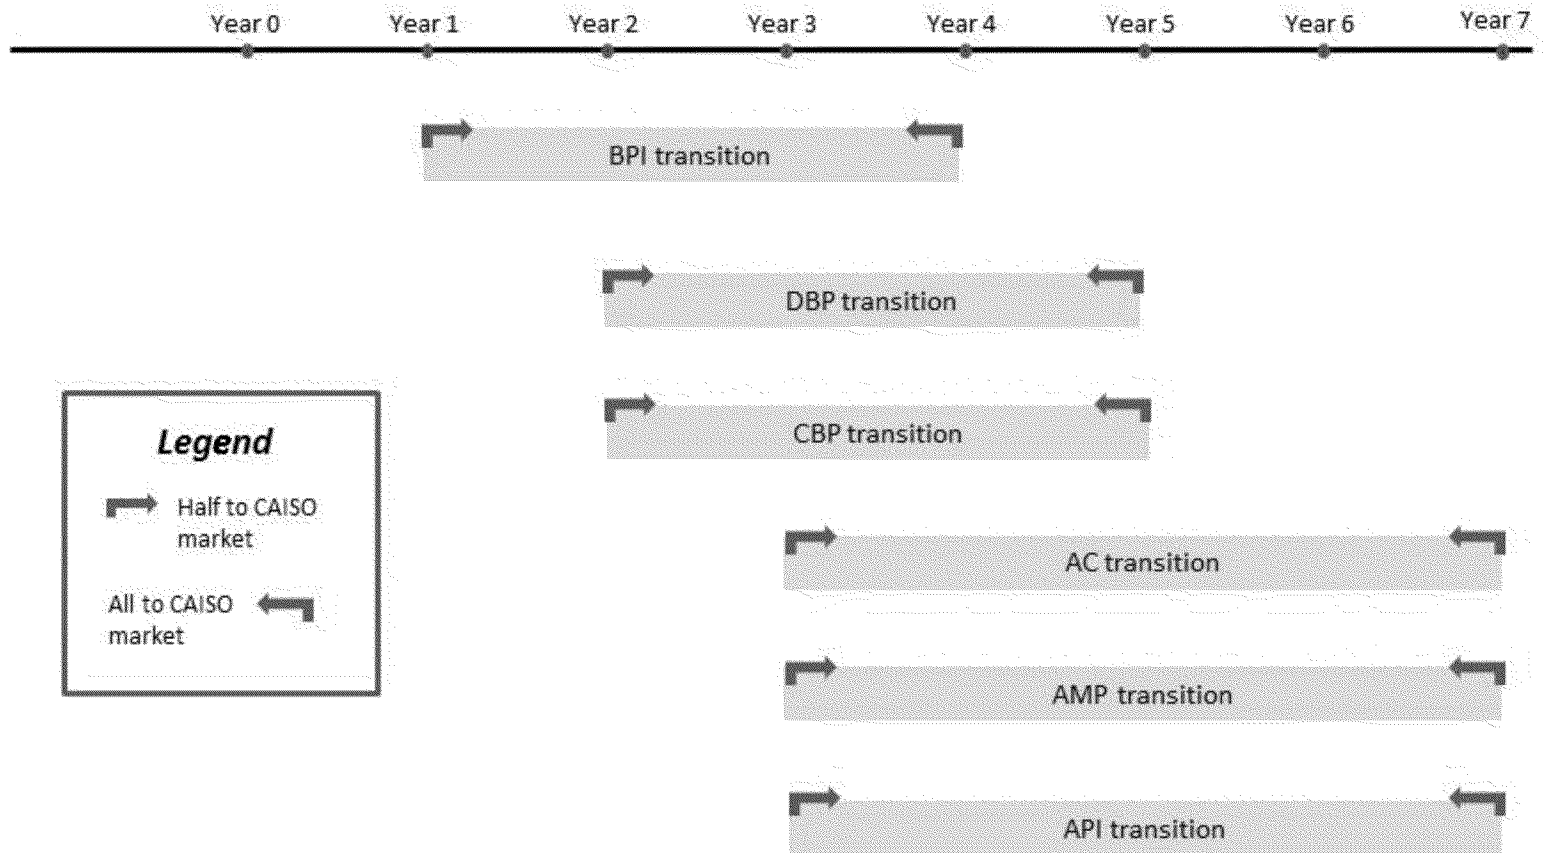 Year 0 Year 1 Year 2 Year 3 Year 4 Year 5 Year 6 Year 7
BPI transition
DBP transition
CBP transition
Legend
Half to CAISO
market
All to CAISO
market
AC transition
AMP transition
API transition